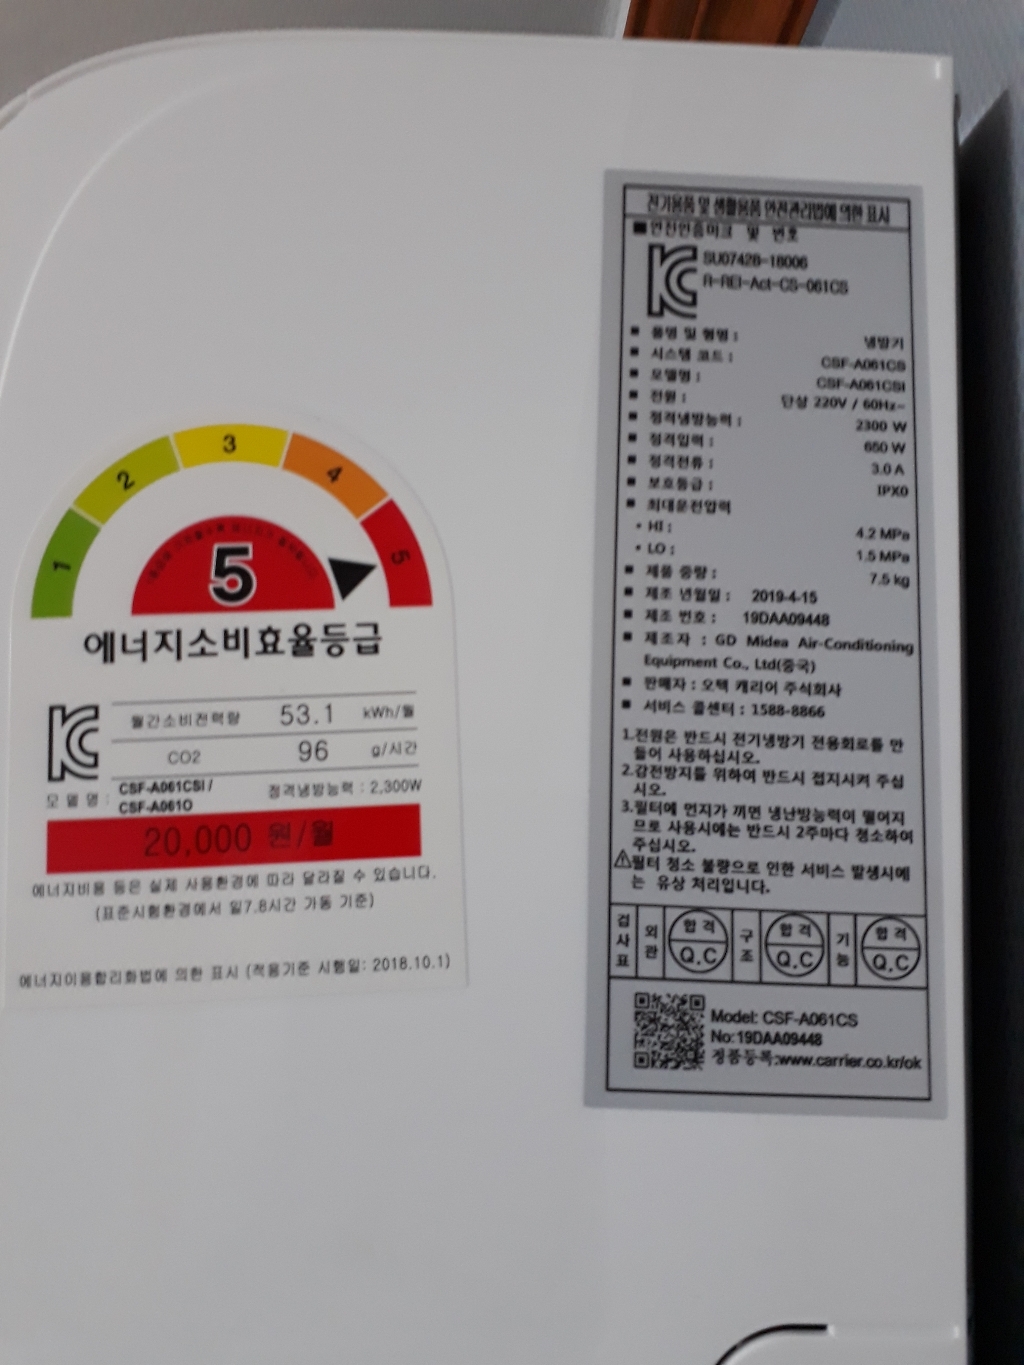 1
2
3
4
5
5
에너지소비효율등급
월간소비전력량 53.1 kWh/월
CO2 96 g/시간
모델명 : CSF-A061CSI /
CSF-A061O
정격냉방능력 : 2,300W
20,000 원/월
에너지비용 등은 실제 사용환경에 따라 달라질 수 있습니다.
(표준시험환경에서 일7.8시간 가동 기준)
에너지이용합리화법에 의한 표시 (적용기준 시행일: 2018.10.1)
전기용품 및 생활용품 안전관리법에 의한 표시
■안전인증마크 및 번호
SU07428-18006
R-REI-Act-CS-061CS
■ 품명 및 형명 : 냉방기
■ 시스템 코드 : CSF-A061CS
■ 모델명 : CSF-A061CSI
■ 전원 : 단상 220V / 60Hz~
■ 정격냉방능력 : 2300 W
■ 정격입력 : 650 W
■ 정격전류 : 3.0 A
■ 보호등급 : IPX0
■ 최대운전압력
• HI : 4.2 MPa
• LO : 1.5 MPa
■ 제품 중량 : 7.5 kg
■ 제조 년월일 : 2019-4-15
■ 제조 번호 : 19DAA09448
■ 제조자 : GD Midea Air-Conditioning
Equipment Co., Ltd(중국)
■ 판매자 : 오텍 캐리어 주식회사
■ 서비스 콜센터 : 1588-8866
1.전원은 반드시 전기냉방기 전용회로를 만
들어 사용하십시오.
2.감전방지를 위하여 반드시 접지시켜 주십
시오.
3.필터에 먼지가 끼면 냉난방능력이 떨어지
므로 사용시에는 반드시 2주마다 청소하여
주십시오.
⚠필터 청소 불량으로 인한 서비스 발생시에
는 유상 처리입니다.
검사표 외관 합격 Q.C 구조 합격 Q.C 기능 합격 Q.C
Model: CSF-A061CS
No:19DAA09448
정품등록:www.carrier.co.kr/ok